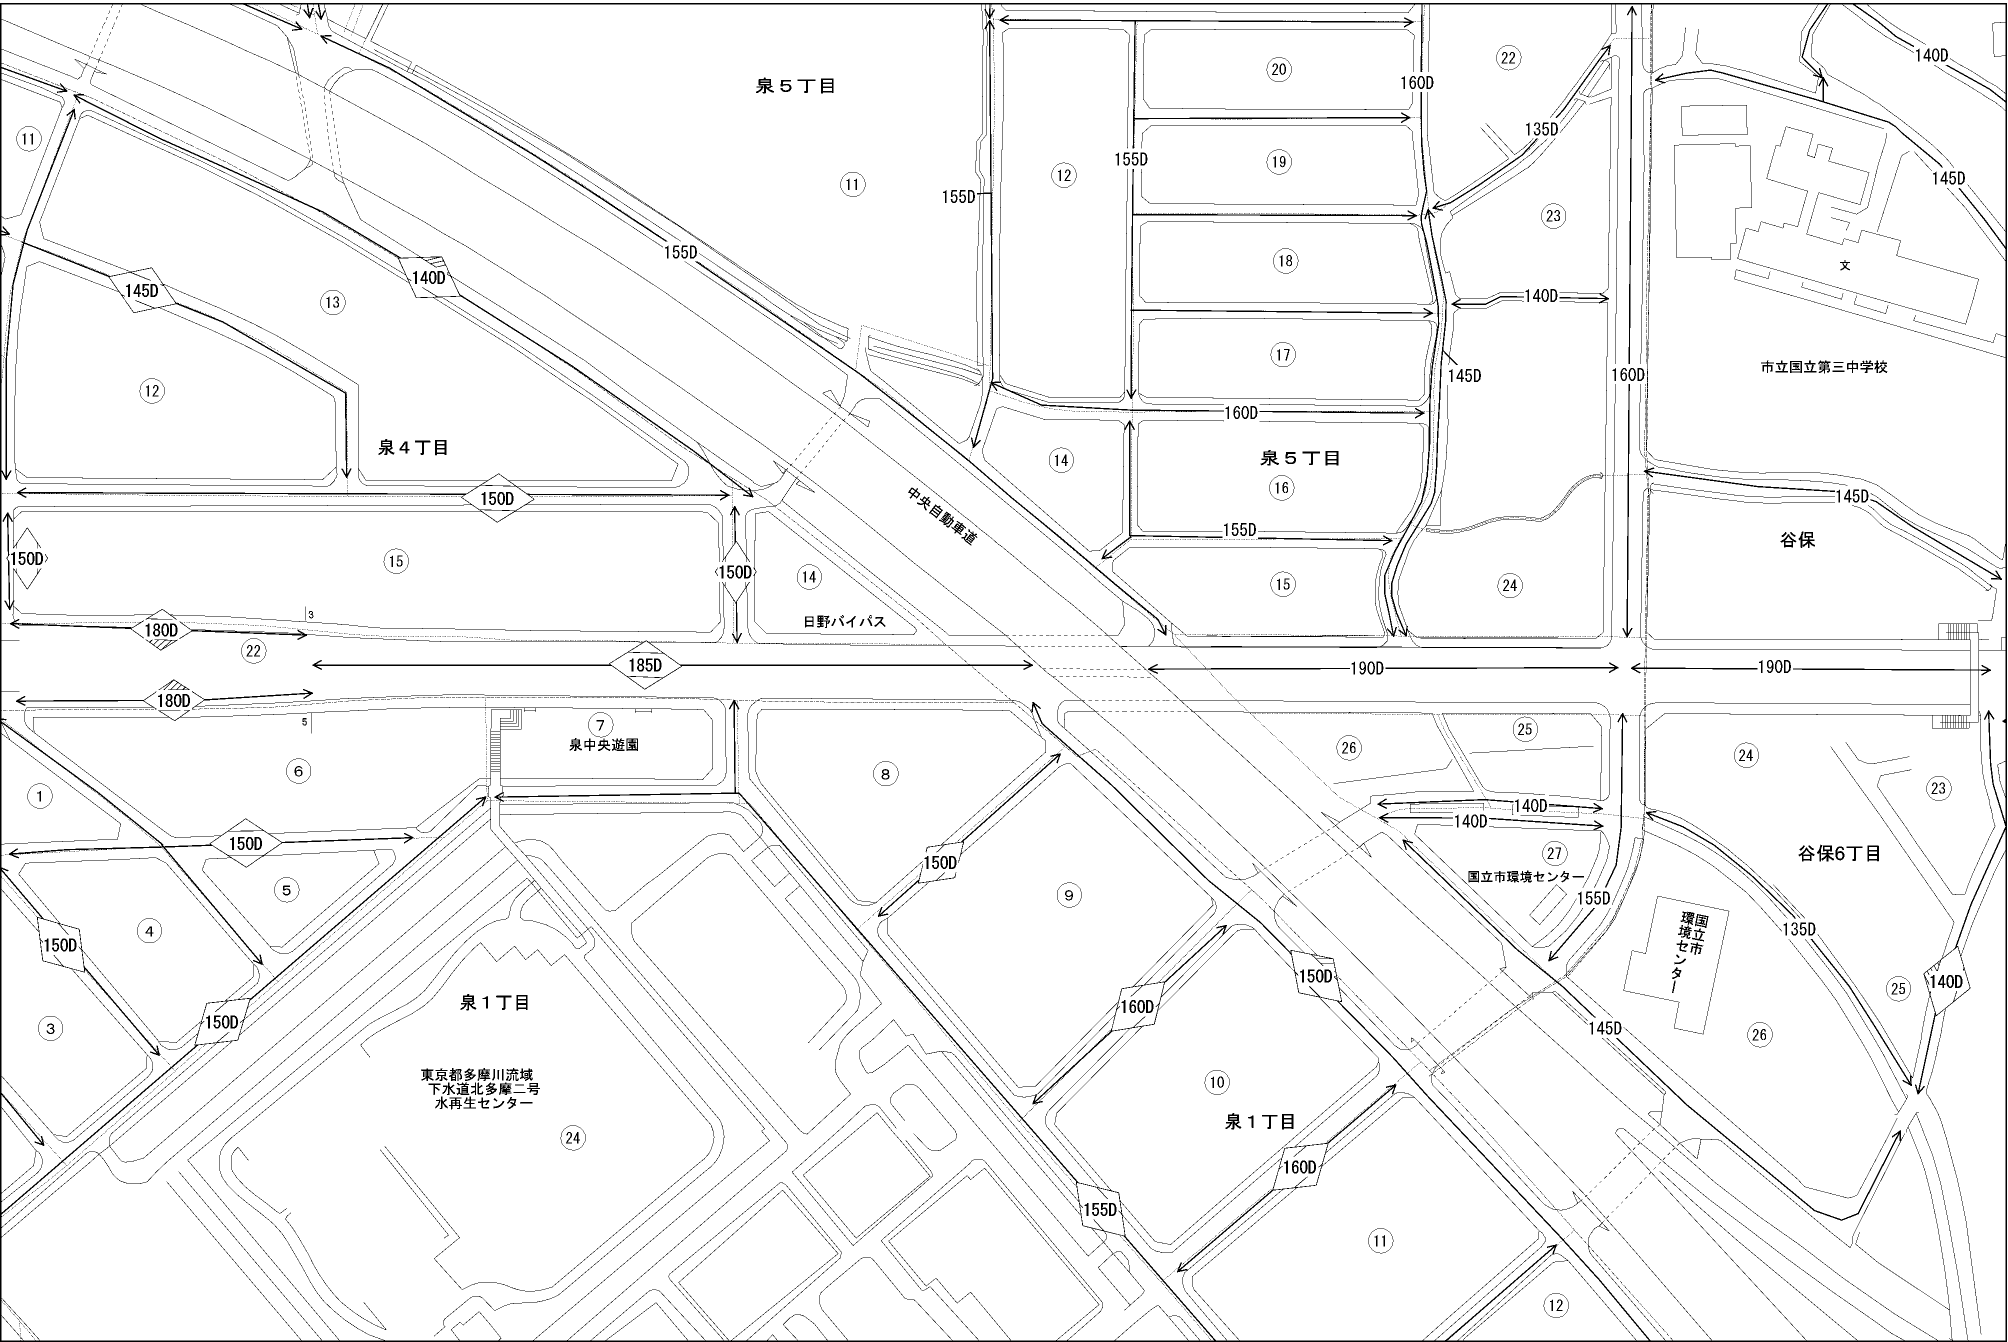 140D
20
22
160D
泉５丁目
135D
11
155D
19
12
145D
11
155D
23
155D
18
文
140D
145D
140D
13
17
市立国立第三中学校
145D
160D
12
160D
泉４丁目
14
泉５丁目
16
150D
145D
中央自動車道
155D
谷保
15
150D
150D
14
15
24
3
180D
日野バイパス
22
185D
190D
190D
180D
5
7
泉中央遊園
25
26
24
6
8
23
1
140D
140D
150D
150D
27
谷保6丁目
国立市環境センター
5
9
155D
4
国立市
環境センター
135D
150D
150D
140D
25
泉１丁目
160D
150D
3
145D
26
東京都多摩川流域
下水道北多摩二号
水再生センター
10
泉１丁目
24
160D
155D
11
12